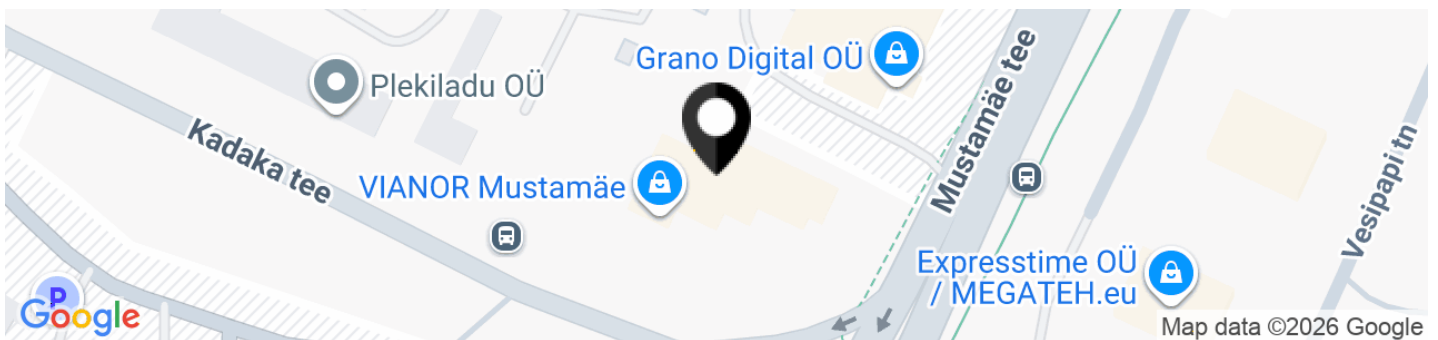 Grano Digital OÜ
Plekiladu OÜ
Mustamäe tee
Kadaka tee
VIANOR Mustamäe
Vesipapi tn
Expresstime OÜ
/ MEGATEH.eu
P
Google
Map data ©2026 Google